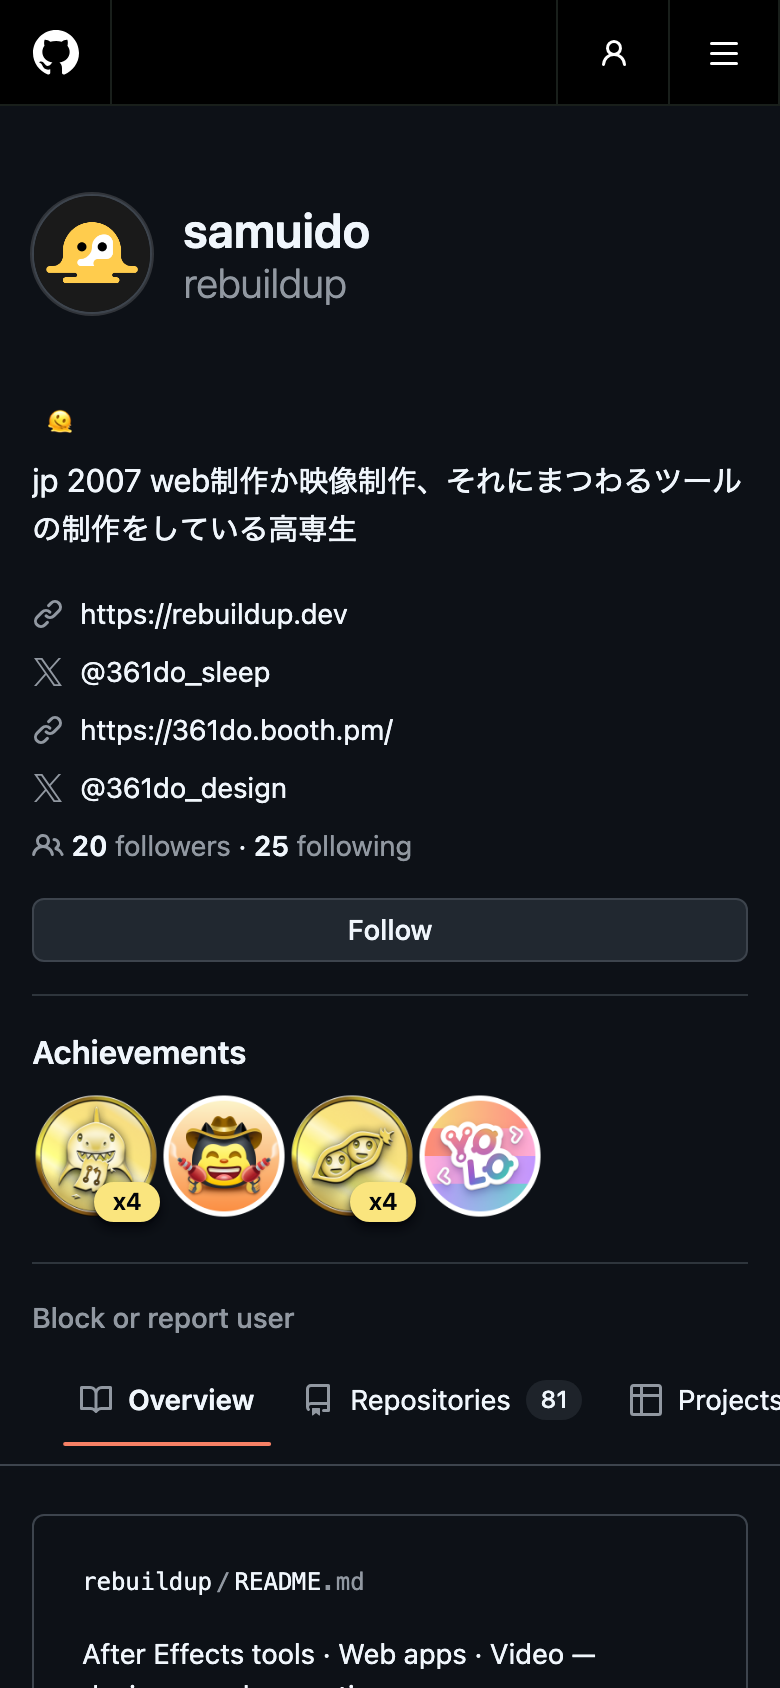 samuido
rebuildup
jp 2007 web制作か映像制作、それにまつわるツール
の制作をしている高専生
https://rebuildup.dev
@361do_sleep
https://361do.booth.pm/
@361do_design
20 followers · 25 following
Follow
Achievements
x4
x4
YOLO
Block or report user
Overview
Repositories 81
Projects
rebuildup/README.md
After Effects tools · Web apps · Video —